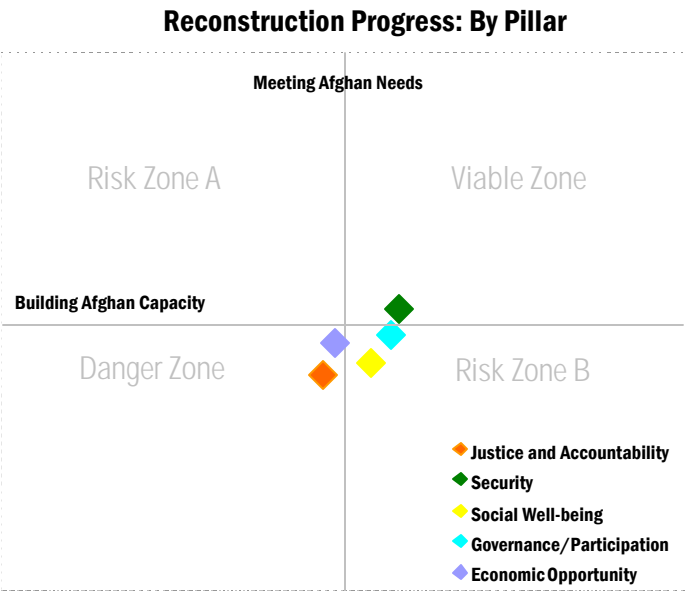 Reconstruction Progress: By Pillar
Meeting Afghan Needs
Risk Zone A
Viable Zone
Building Afghan Capacity
Danger Zone
Risk Zone B
Justice and Accountability
Security
Social Well-being
Governance/Participation
Economic Opportunity